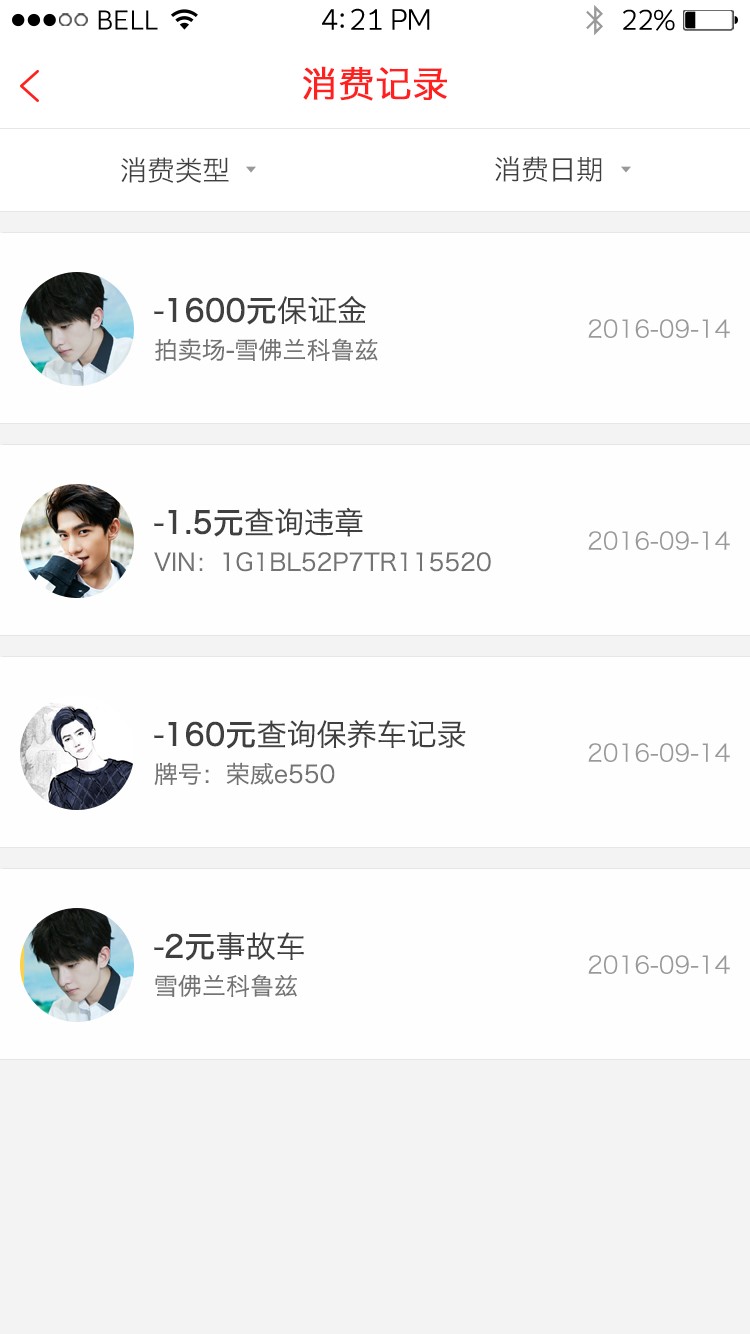 BELL 4:21 PM 22%
消费记录
消费类型 消费日期
-1600元保证金
拍卖场-雪佛兰科鲁兹
2016-09-14
-1.5元查询违章
VIN：1G1BL52P7TR115520
2016-09-14
-160元查询保养车记录
牌号：荣威e550
2016-09-14
-2元事故车
雪佛兰科鲁兹
2016-09-14